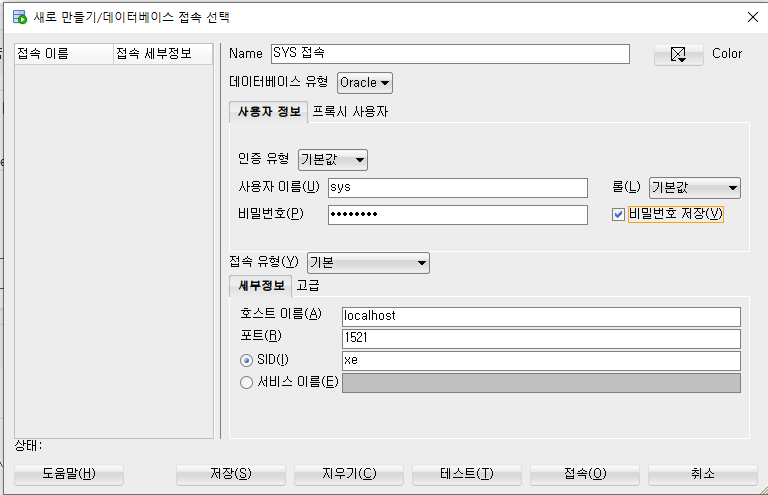 새로 만들기/데이터베이스 접속 선택
접속 이름 접속 세부정보
Name SYS 접속 Color
데이터베이스 유형 Oracle
사용자 정보 프록시 사용자
인증 유형 기본값
사용자 이름(U) sys 롤(L) 기본값
비밀번호(P) •••••••• 비밀번호 저장(V)
접속 유형(Y) 기본
세부정보 고급
호스트 이름(A) localhost
포트(R) 1521
SID(I) xe
서비스 이름(E)
상태:
도움말(H) 저장(S) 지우기(C) 테스트(T) 접속(O) 취소